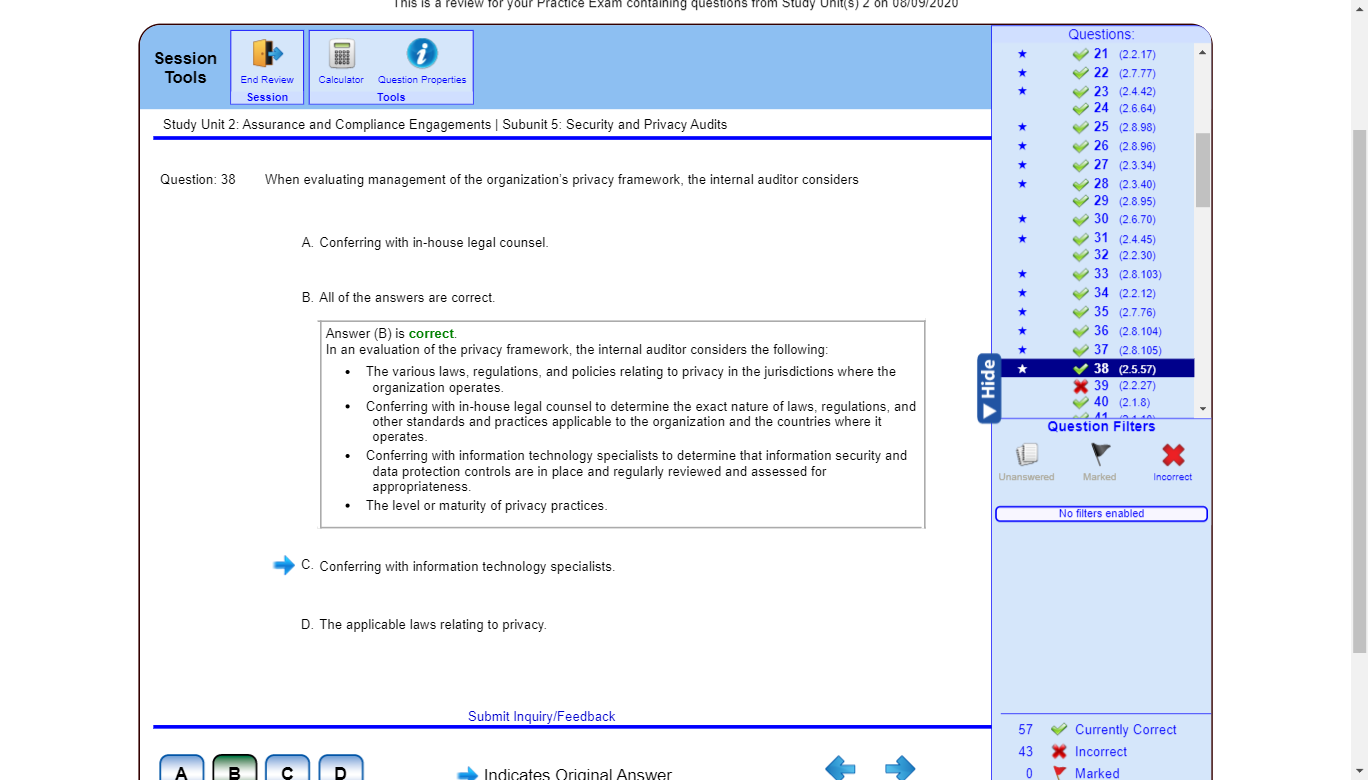 This is a review for your Practice Exam containing questions from Study Unit(s) 2 on 08/09/2020
Session Tools
End Review
Session
Calculator
Question Properties
Tools
Study Unit 2: Assurance and Compliance Engagements | Subunit 5: Security and Privacy Audits
Question: 38 When evaluating management of the organization's privacy framework, the internal auditor considers
A. Conferring with in-house legal counsel.
B. All of the answers are correct.
Answer (B) is correct.
In an evaluation of the privacy framework, the internal auditor considers the following:
• The various laws, regulations, and policies relating to privacy in the jurisdictions where the
organization operates.
• Conferring with in-house legal counsel to determine the exact nature of laws, regulations, and
other standards and practices applicable to the organization and the countries where it
operates.
• Conferring with information technology specialists to determine that information security and
data protection controls are in place and regularly reviewed and assessed for
appropriateness.
• The level or maturity of privacy practices.
C. Conferring with information technology specialists.
D. The applicable laws relating to privacy.
Submit Inquiry/Feedback
A B C D
Indicates Original Answer
Questions:
★ 21 (2.2.17)
★ 22 (2.7.77)
★ 23 (2.4.42)
24 (2.6.64)
★ 25 (2.8.98)
★ 26 (2.8.96)
★ 27 (2.3.34)
★ 28 (2.3.40)
29 (2.8.95)
★ 30 (2.6.70)
★ 31 (2.4.45)
32 (2.2.30)
★ 33 (2.8.103)
★ 34 (2.2.12)
★ 35 (2.7.76)
★ 36 (2.8.104)
★ 37 (2.8.105)
★ 38 (2.5.57)
39 (2.2.27)
40 (2.1.8)
41
Hide
Question Filters
Unanswered
Marked
Incorrect
No filters enabled
57 Currently Correct
43 Incorrect
0 Marked